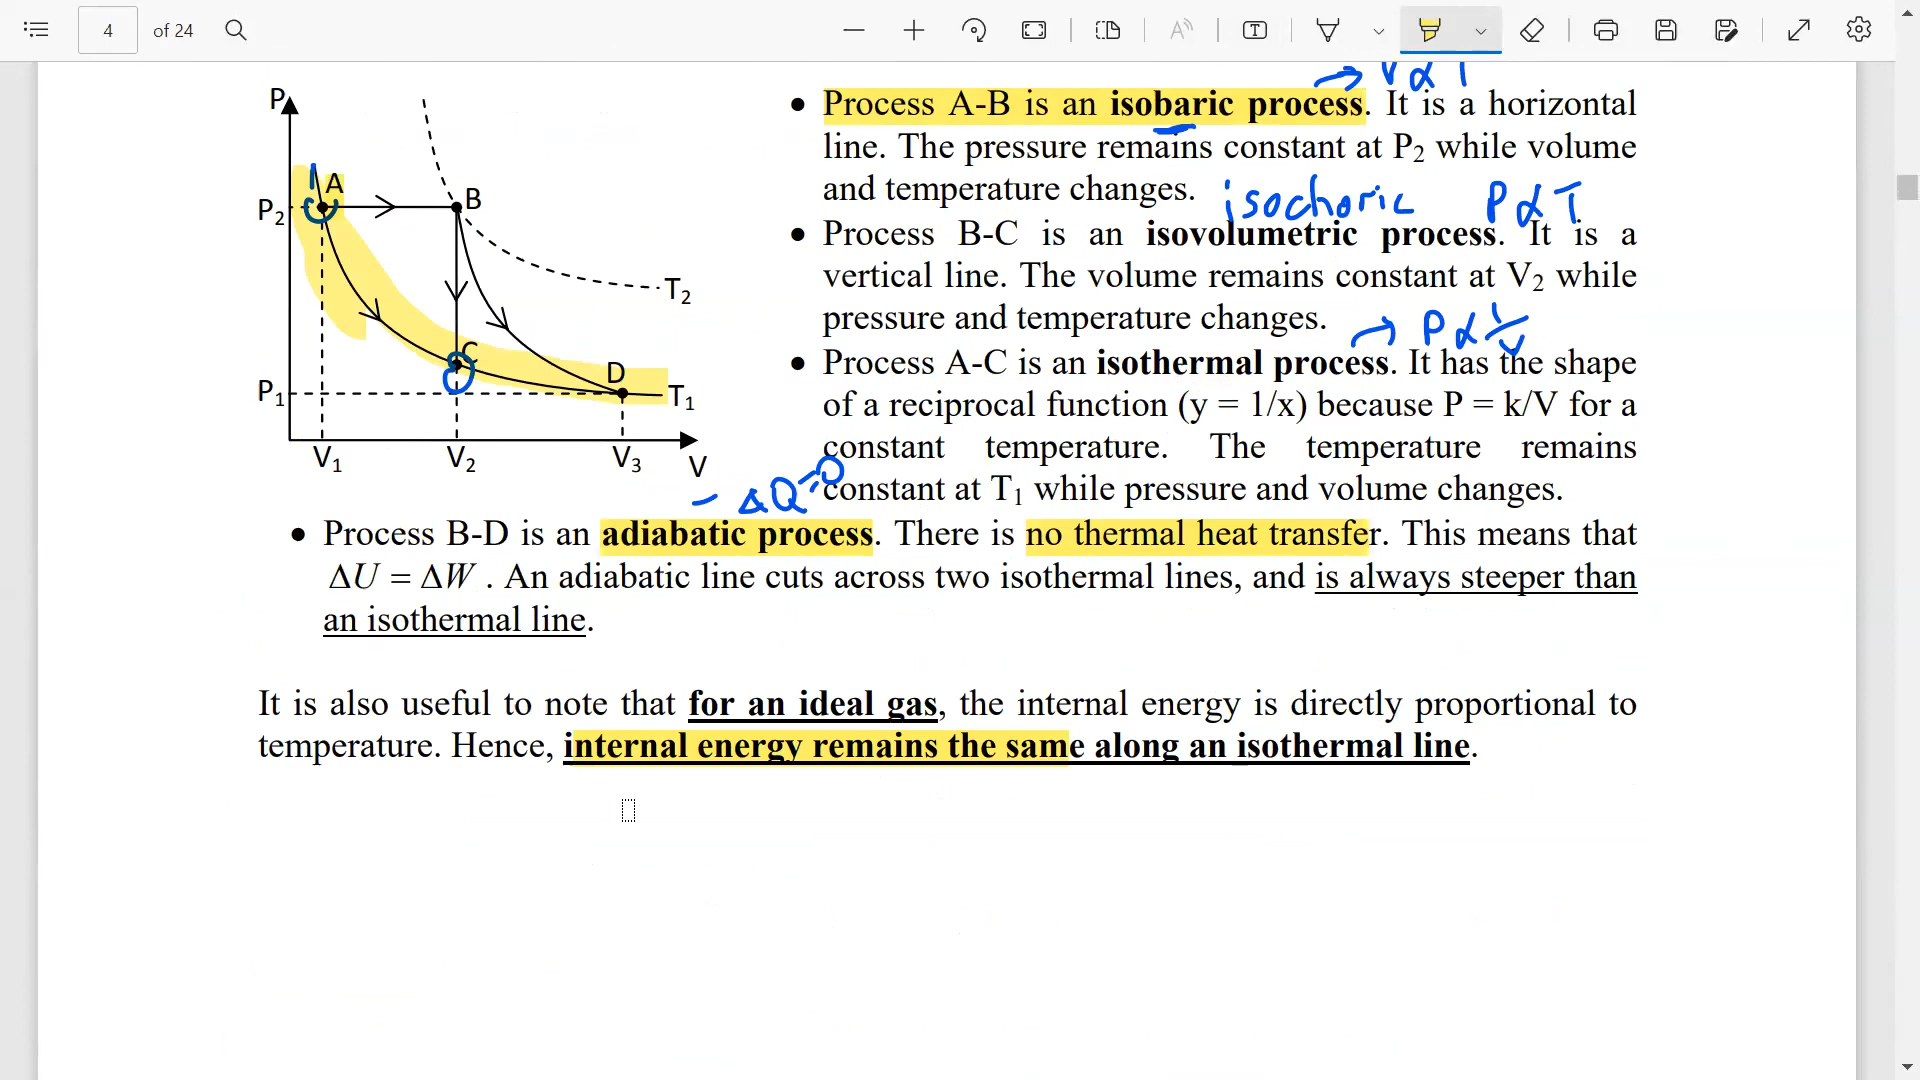 4 of 24
→ V ∝ T
P
• Process A-B is an isobaric process. It is a horizontal
line. The pressure remains constant at P₂ while volume
and temperature changes.
isochoric P ∝ T
• Process B-C is an isovolumetric process. It is a
vertical line. The volume remains constant at V₂ while
pressure and temperature changes.
→ P ∝ 1/V
• Process A-C is an isothermal process. It has the shape
of a reciprocal function (y = 1/x) because P = k/V for a
constant temperature. The temperature remains
constant at T₁ while pressure and volume changes.
A
B
P₂
T₂
C
D
P₁
T₁
V₁ V₂ V₃ V
– ΔQ = 0
• Process B-D is an adiabatic process. There is no thermal heat transfer. This means that
ΔU = ΔW . An adiabatic line cuts across two isothermal lines, and is always steeper than
an isothermal line.
It is also useful to note that for an ideal gas, the internal energy is directly proportional to
temperature. Hence, internal energy remains the same along an isothermal line.